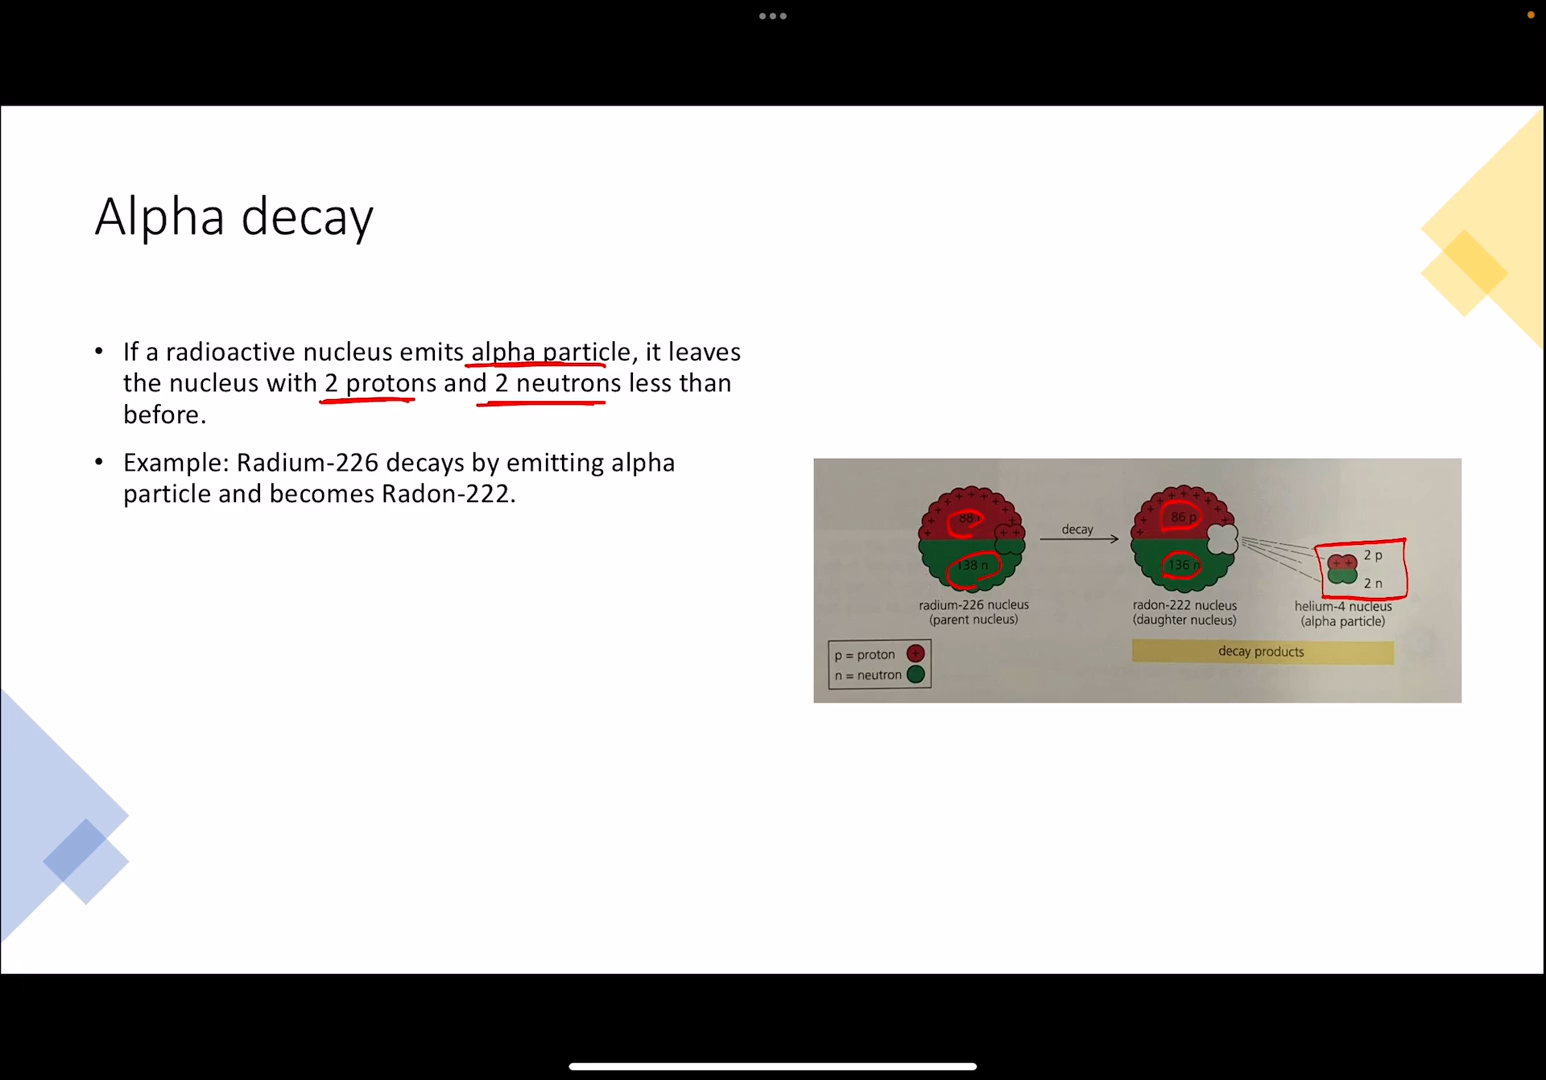 Alpha decay
• If a radioactive nucleus emits alpha particle, it leaves
the nucleus with 2 protons and 2 neutrons less than
before.
• Example: Radium-226 decays by emitting alpha
particle and becomes Radon-222.
88
138 n
radium-226 nucleus
(parent nucleus)
decay
86 p
136 n
radon-222 nucleus
(daughter nucleus)
2 p
2 n
helium-4 nucleus
(alpha particle)
decay products
p = proton
n = neutron